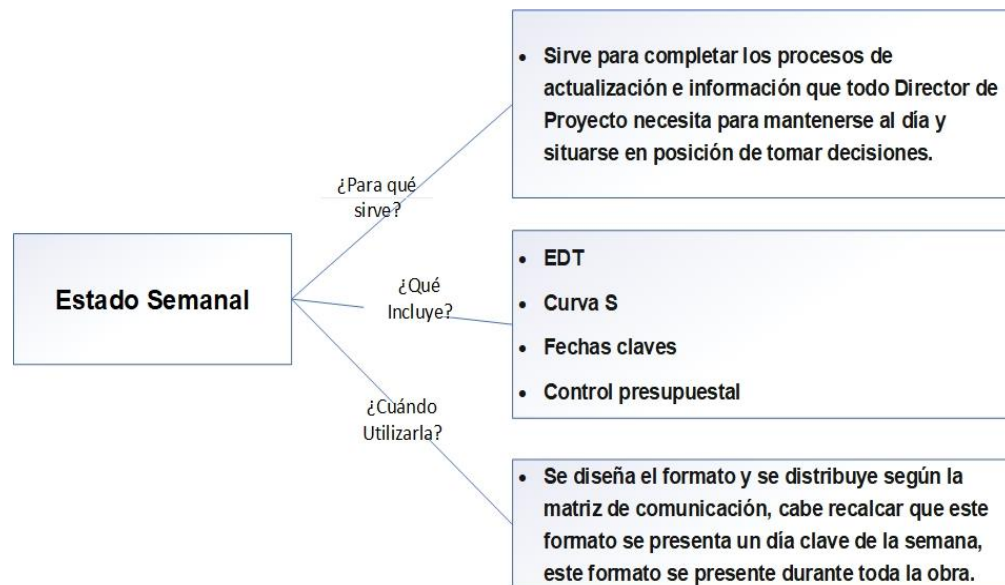 Estado Semanal
¿Para qué
sirve?
• Sirve para completar los procesos de
actualización e información que todo Director de
Proyecto necesita para mantenerse al día y
situarse en posición de tomar decisiones.
¿Qué
Incluye?
• EDT
• Curva S
• Fechas claves
• Control presupuestal
¿Cuándo
Utilizarla?
• Se diseña el formato y se distribuye según la
matriz de comunicación, cabe recalcar que este
formato se presenta un día clave de la semana,
este formato se presente durante toda la obra.